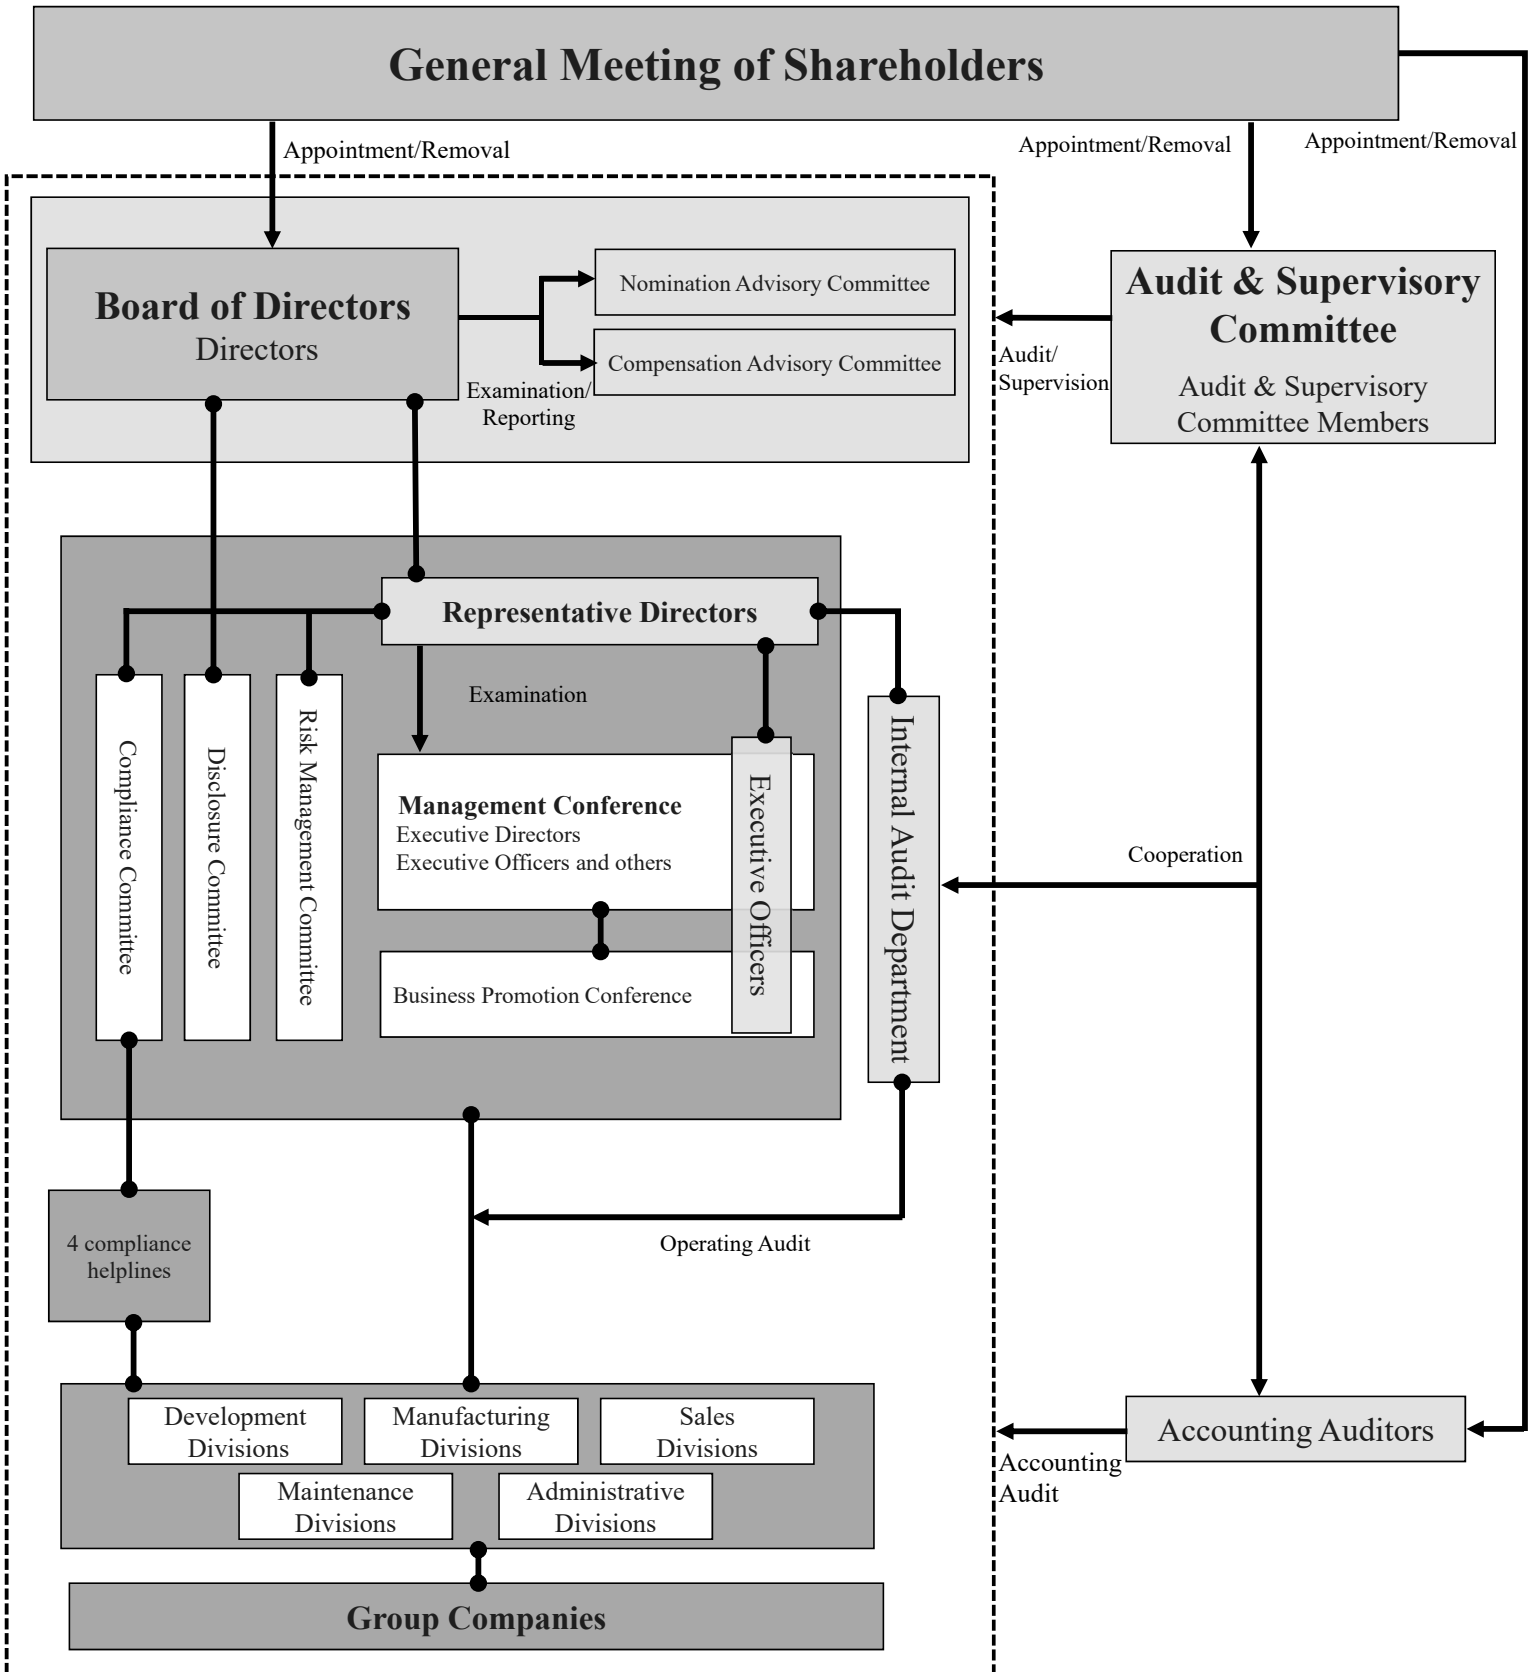 General Meeting of Shareholders
Appointment/Removal
Appointment/Removal
Appointment/Removal
Board of Directors
Directors
Nomination Advisory Committee
Compensation Advisory Committee
Examination/
Reporting
Audit & Supervisory
Committee
Audit & Supervisory
Committee Members
Audit/
Supervision
Representative Directors
Examination
Compliance Committee
Disclosure Committee
Risk Management Committee
Management Conference
Executive Directors
Executive Officers and others
Executive Officers
Business Promotion Conference
Internal Audit Department
Cooperation
4 compliance
helplines
Operating Audit
Development
Divisions
Manufacturing
Divisions
Sales
Divisions
Maintenance
Divisions
Administrative
Divisions
Accounting Auditors
Accounting
Audit
Group Companies